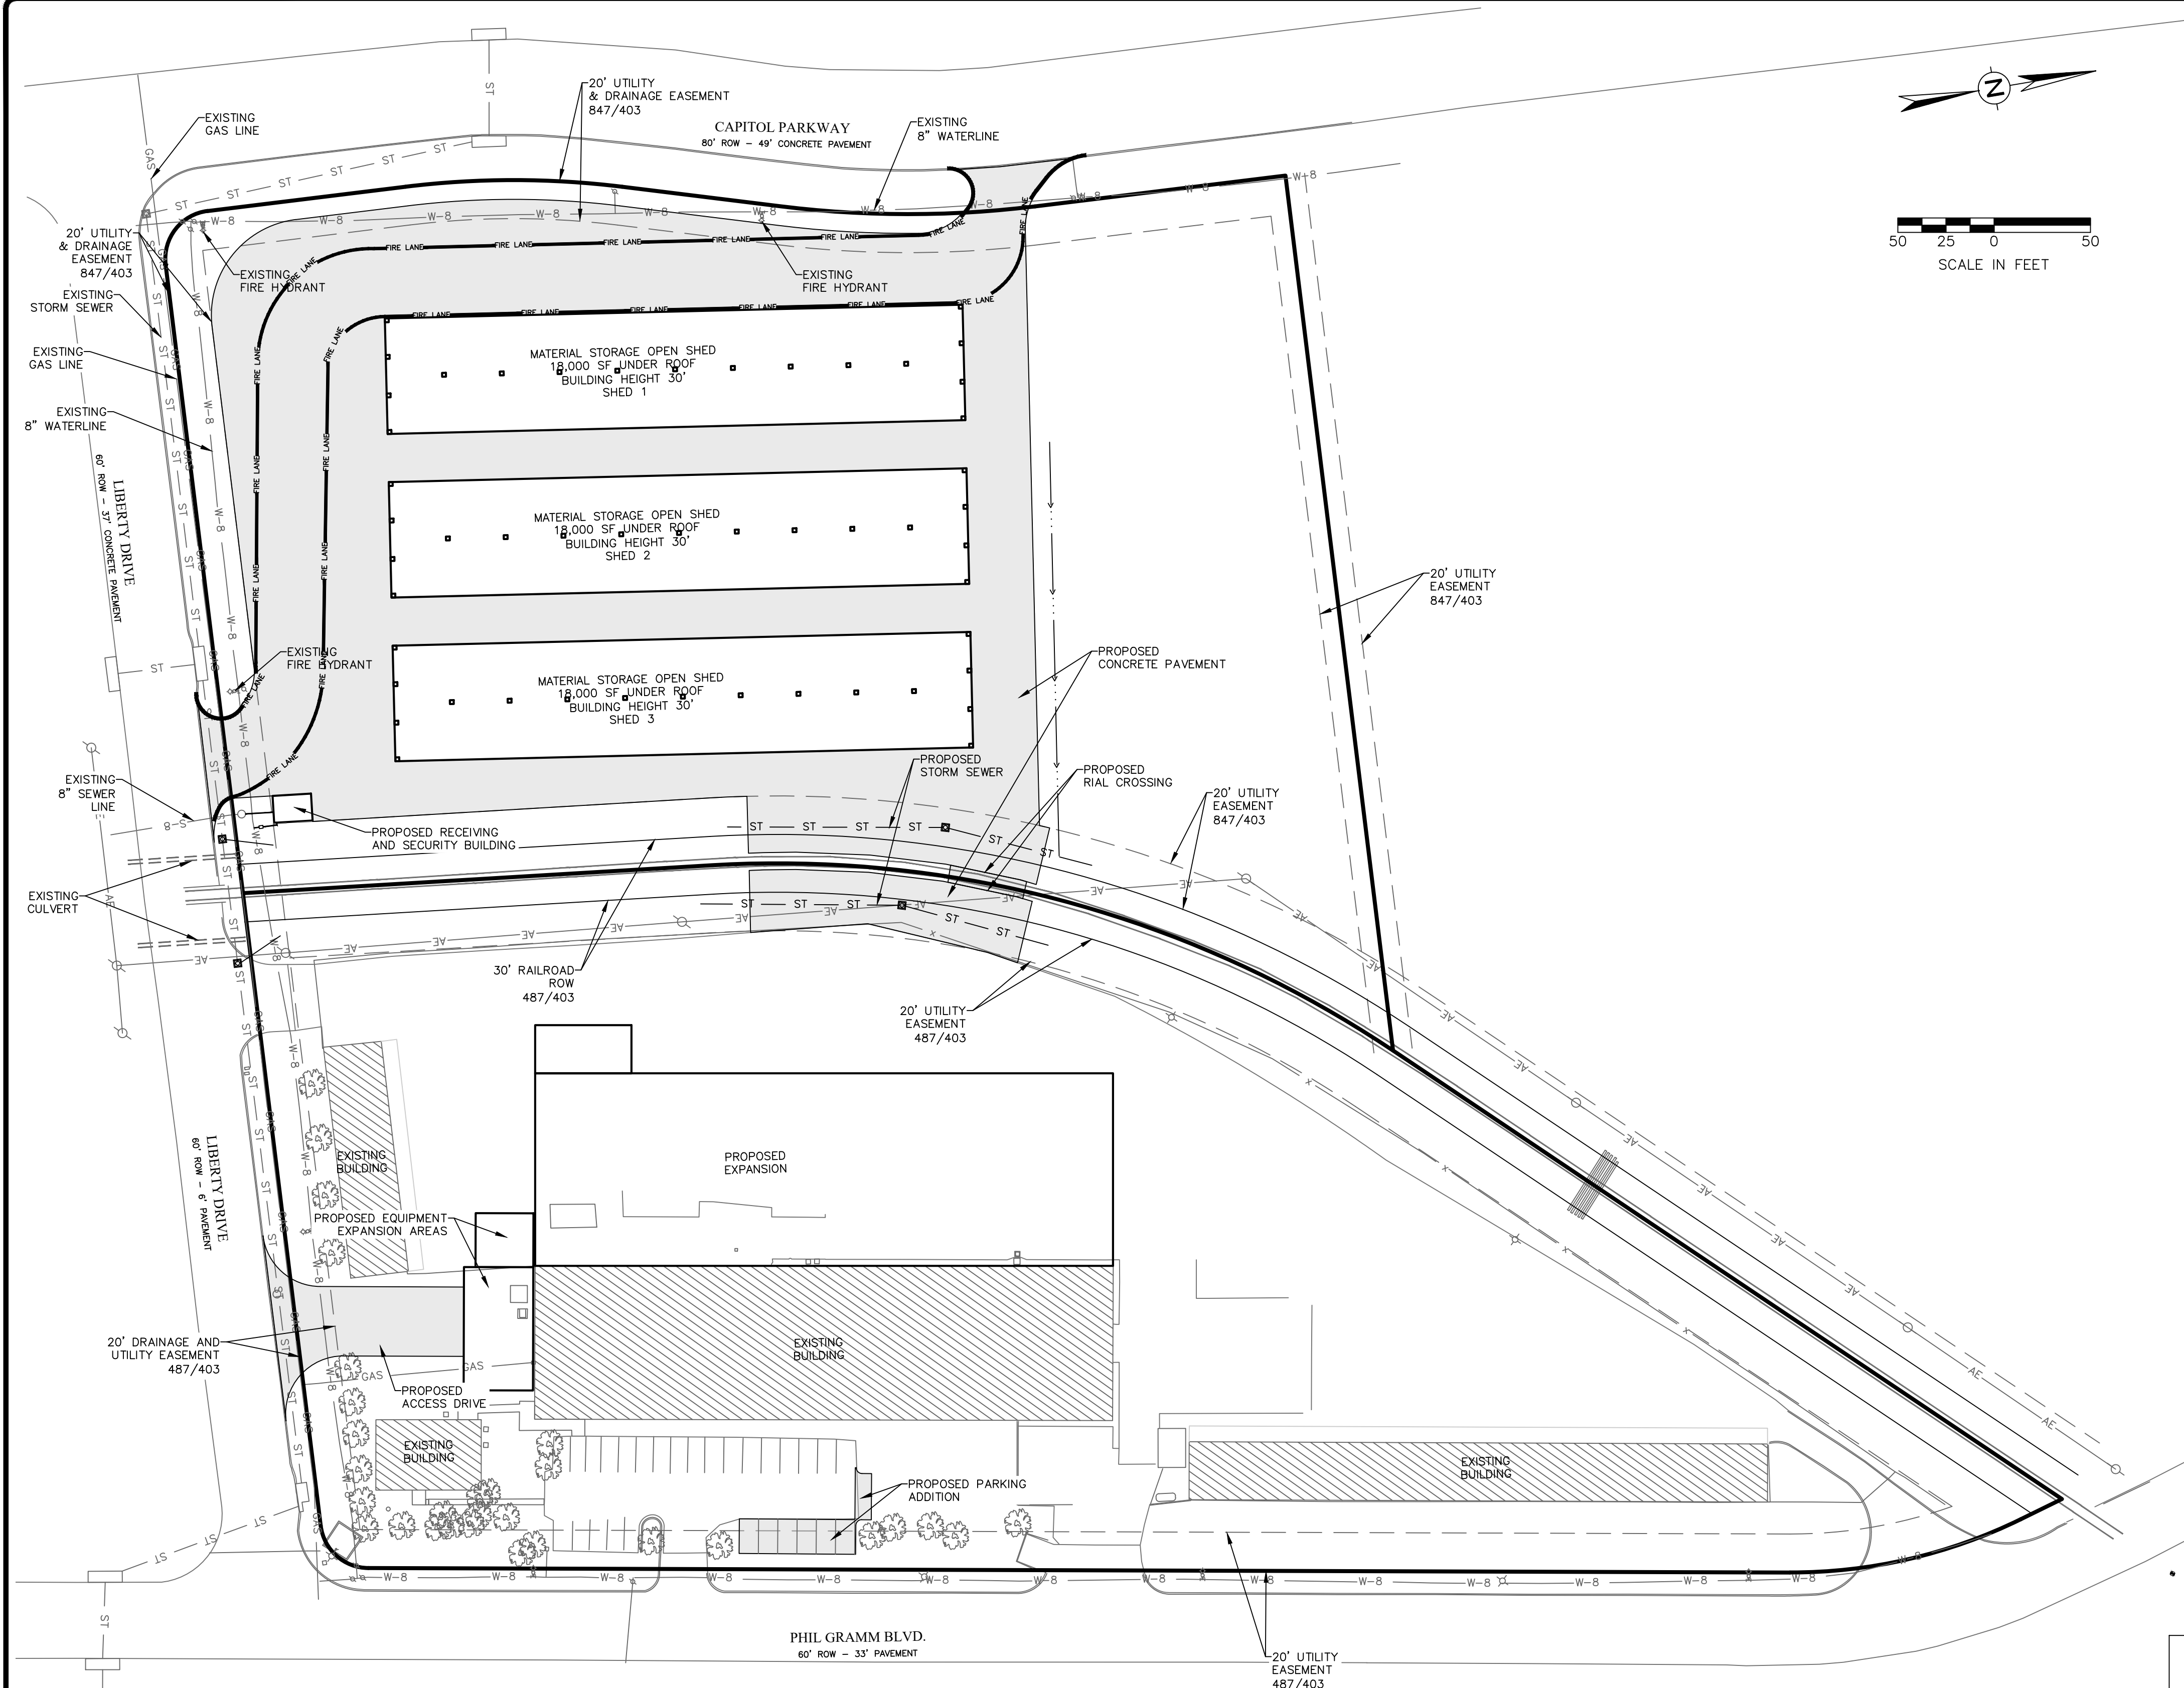 20' UTILITY
& DRAINAGE EASEMENT
847/403
EXISTING
GAS LINE
CAPITOL PARKWAY
80' ROW – 49' CONCRETE PAVEMENT
EXISTING
8" WATERLINE
N
50 25 0 50
SCALE IN FEET
20' UTILITY
& DRAINAGE
EASEMENT
847/403
EXISTING
FIRE HYDRANT
EXISTING
FIRE HYDRANT
EXISTING
STORM SEWER
EXISTING
GAS LINE
EXISTING
8" WATERLINE
LIBERTY DRIVE
60' ROW – 37' CONCRETE PAVEMENT
FIRE LANE
W-8
ST
GAS
AE
MATERIAL STORAGE OPEN SHED
18,000 SF UNDER ROOF
BUILDING HEIGHT 30'
SHED 1
MATERIAL STORAGE OPEN SHED
18,000 SF UNDER ROOF
BUILDING HEIGHT 30'
SHED 2
20' UTILITY
EASEMENT
847/403
EXISTING
FIRE HYDRANT
MATERIAL STORAGE OPEN SHED
18,000 SF UNDER ROOF
BUILDING HEIGHT 30'
SHED 3
PROPOSED
CONCRETE PAVEMENT
PROPOSED
STORM SEWER
PROPOSED
RIAL CROSSING
EXISTING
8" SEWER
LINE
S-8
20' UTILITY
EASEMENT
847/403
PROPOSED RECEIVING
AND SECURITY BUILDING
EXISTING
CULVERT
30' RAILROAD
ROW
487/403
20' UTILITY
EASEMENT
487/403
EXISTING
BUILDING
PROPOSED
EXPANSION
LIBERTY DRIVE
60' ROW – 6' PAVEMENT
PROPOSED EQUIPMENT
EXPANSION AREAS
20' DRAINAGE AND
UTILITY EASEMENT
487/403
EXISTING
BUILDING
PROPOSED
ACCESS DRIVE
EXISTING
BUILDING
EXISTING
BUILDING
PROPOSED PARKING
ADDITION
PHIL GRAMM BLVD.
60' ROW – 33' PAVEMENT
20' UTILITY
EASEMENT
487/403